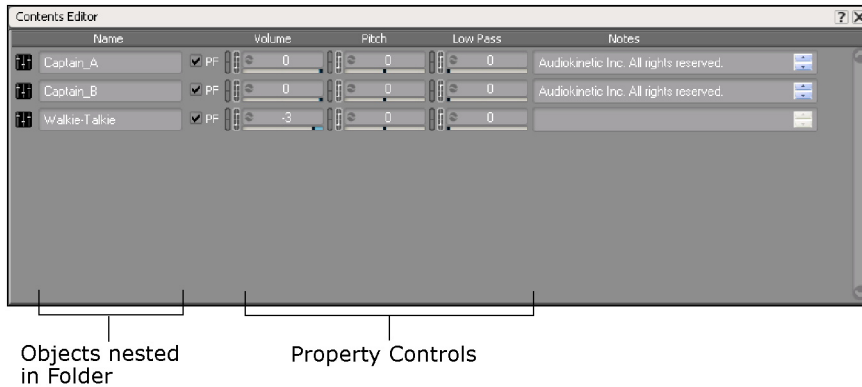 Contents Editor ? X
Name Volume Pitch Low Pass Notes
Captain_A PF 0 0 0 Audiokinetic Inc. All rights reserved.
Captain_B PF 0 0 0 Audiokinetic Inc. All rights reserved.
Walkie-Talkie PF -3 0 0
Objects nested
in Folder
Property Controls